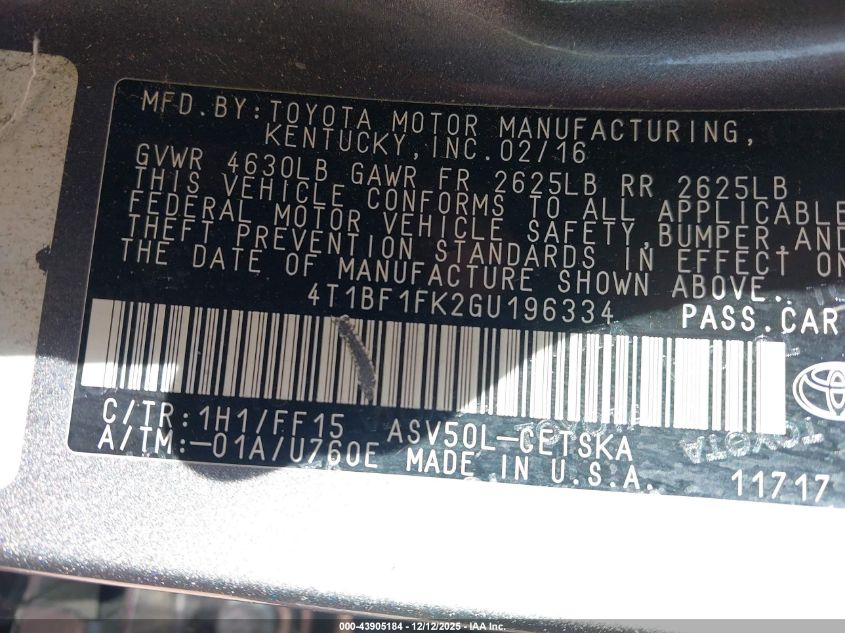 MFD.BY:TOYOTA MOTOR MANUFACTURING,
KENTUCKY,INC.02/16
GVWR 4630LB GAWR FR 2625LB RR 2625LB
THIS VEHICLE CONFORMS TO ALL APPLICABLE
FEDERAL MOTOR VEHICLE SAFETY,BUMPER,AND
THEFT PREVENTION STANDARDS IN EFFECT ON
THE DATE OF MANUFACTURE SHOWN ABOVE.
4T1BF1FK2GU196334 PASS.CAR
C/TR:1H1/FF15 ASV50L-CETSKA
A/TM:-01A/U760E MADE IN U.S.A.
11717
TOYOTA
TOYOTA
000-43905184 - 12/12/2025 - Copyright © IAA, Inc.